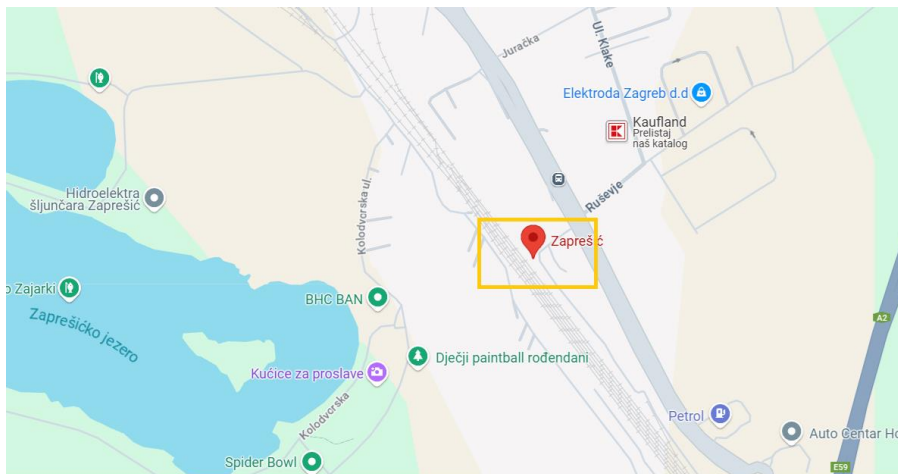 Juračka
Ul. Klake
Elektroda Zagreb d.d
Kaufland
Prelistaj
naš katalog
Hidroelektra
šljunčara Zaprešić
Kolodvorska ul.
Ruševje
Zaprešić
o Zajarki
BHC BAN
Zaprešićko jezero
A2
Dječji paintball rođendani
Kućice za proslave
Kolodvorska
Petrol
Auto Centar Ho
Spider Bowl
E59